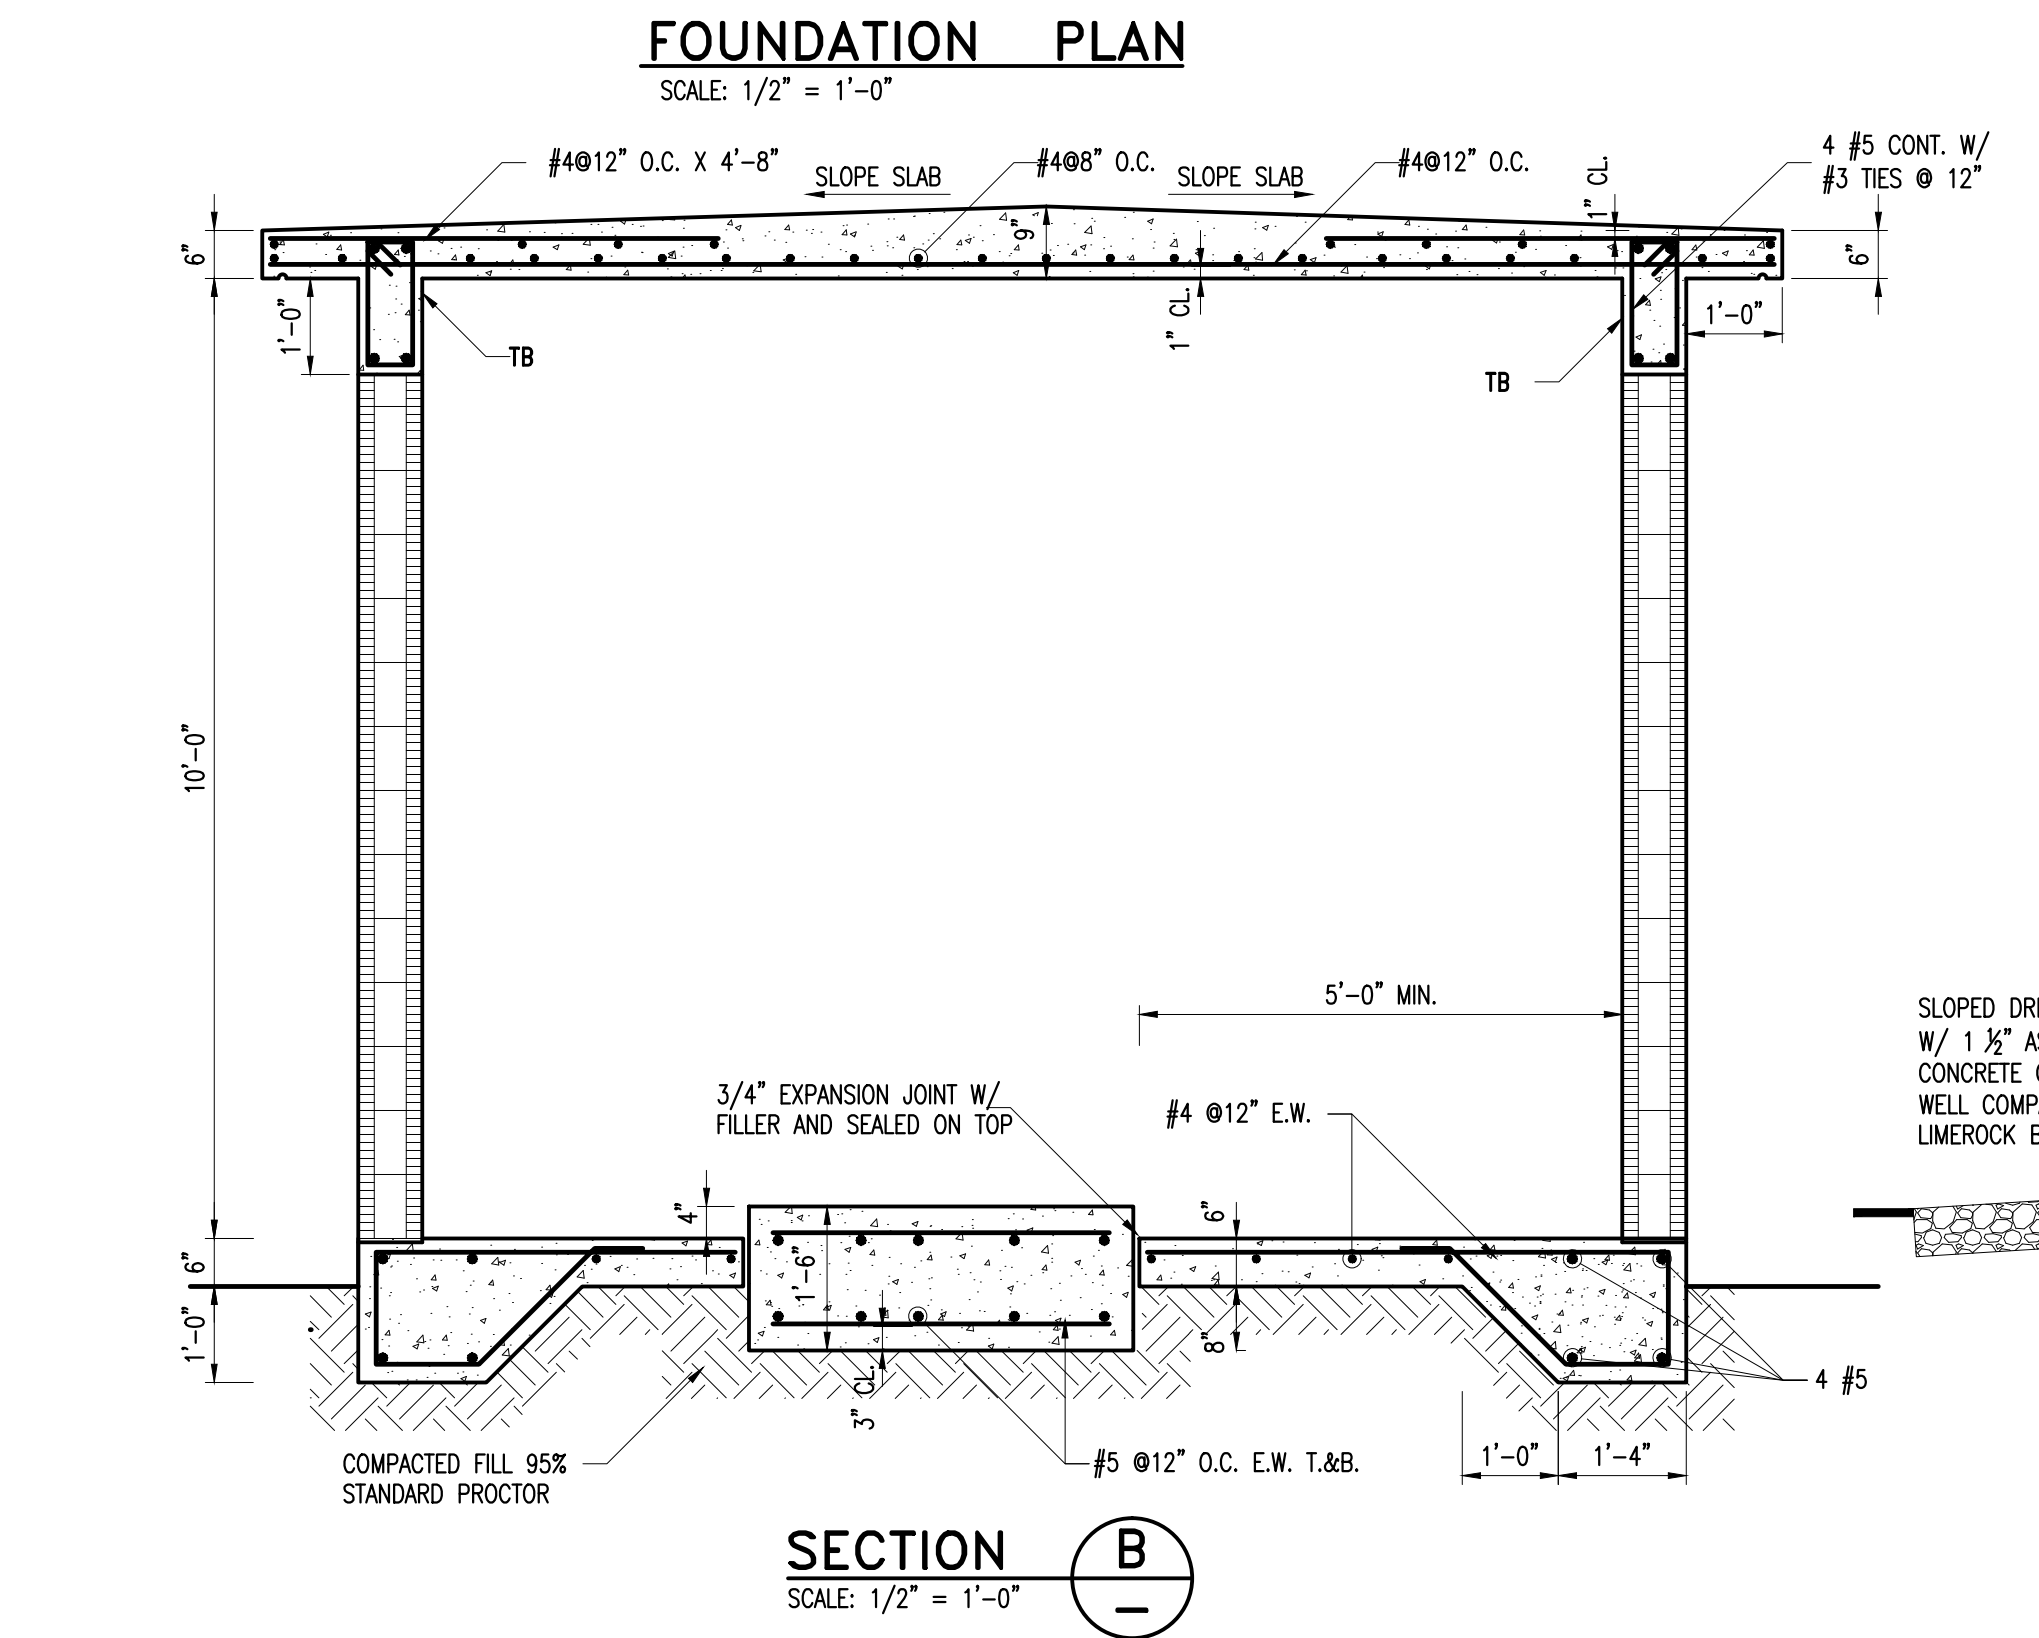 FOUNDATION PLAN
SCALE: 1/2" = 1'-0"
#4@12" O.C. X 4'-8"
SLOPE SLAB
#4@8" O.C.
SLOPE SLAB
#4@12" O.C.
1" CL.
4 #5 CONT. W/
#3 TIES @ 12"
6"
9"
6"
1'-0"
1" CL.
1'-0"
TB
TB
10'-0"
5'-0" MIN.
SLOPED
W/ 1 ½"
CONCRETE
WELL
LIMEROCK
3/4" EXPANSION JOINT W/
FILLER AND SEALED ON TOP
#4 @12" E.W.
4"
6"
6"
1'-6"
1'-0"
8"
3" CL.
4 #5
COMPACTED FILL 95%
STANDARD PROCTOR
#5 @12" O.C. E.W. T.&B.
1'-0"
1'-4"
SECTION
B
SCALE: 1/2" = 1'-0"
–